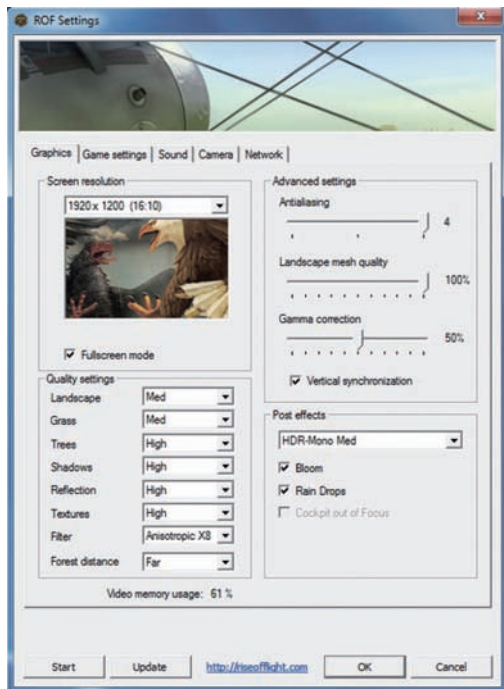 ROF Settings
Graphics
Game settings
Sound
Camera
Network
Screen resolution
1920 x 1200 (16:10)
Fullscreen mode
Quality settings
Landscape Med
Grass Med
Trees High
Shadows High
Reflection High
Textures High
Filter Anisotropic X8
Forest distance Far
Video memory usage: 61 %
Advanced settings
Antialiasing
4
Landscape mesh quality
100%
Gamma correction
50%
Vertical synchronization
Post effects
HDR-Mono Med
Bloom
Rain Drops
Cockpit out of Focus
Start
Update
http://riseofflight.com
OK
Cancel